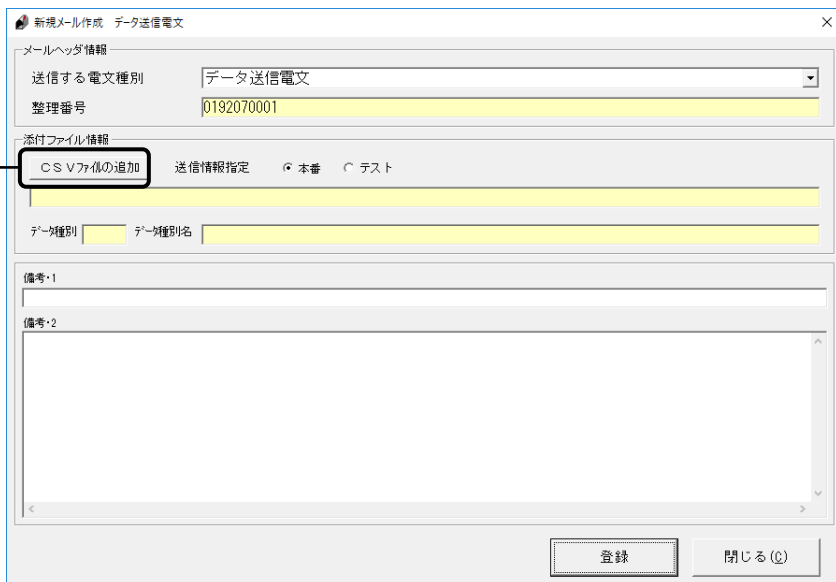 新規メール作成 データ送信電文
メールヘッダ情報
送信する電文種別 データ送信電文
整理番号 0192070001
添付ファイル情報
ＣＳＶﾌｧｲﾙの追加 送信情報指定 本番 テスト
ﾃﾞｰﾀ種別 ﾃﾞｰﾀ種別名
備考・1
備考・2
登録 閉じる(C)